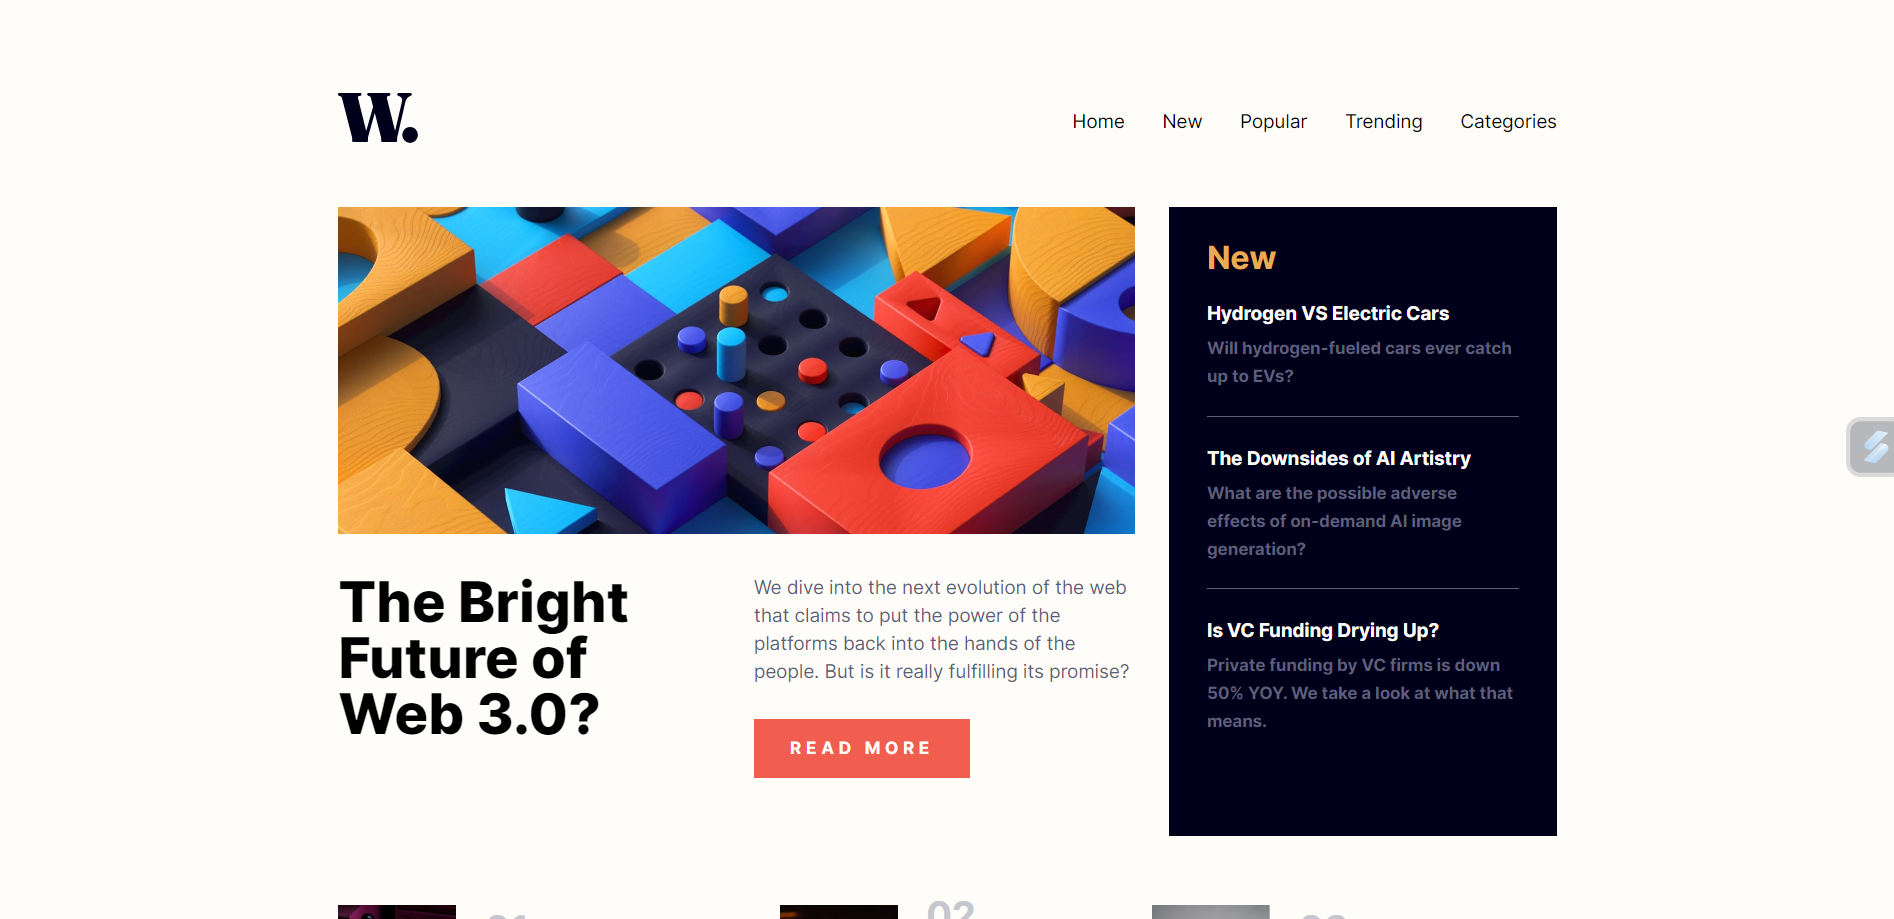 W.
Home New Popular Trending Categories
The Bright
Future of
Web 3.0?
We dive into the next evolution of the web
that claims to put the power of the
platforms back into the hands of the
people. But is it really fulfilling its promise?
READ MORE
New
Hydrogen VS Electric Cars
Will hydrogen-fueled cars ever catch
up to EVs?
The Downsides of AI Artistry
What are the possible adverse
effects of on-demand AI image
generation?
Is VC Funding Drying Up?
Private funding by VC firms is down
50% YOY. We take a look at what that
means.
01 02 03